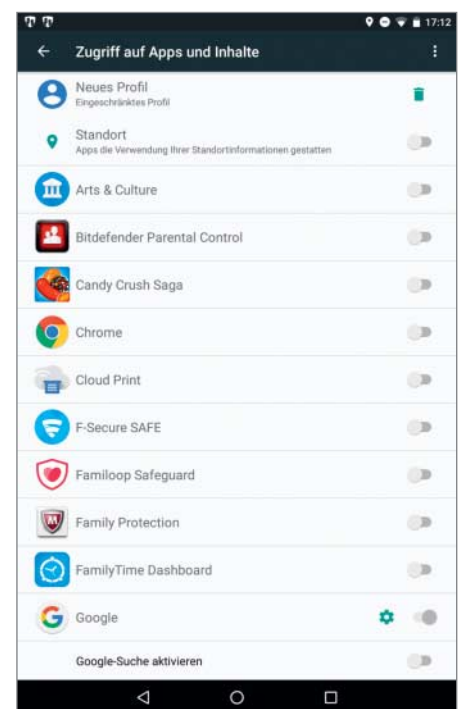 17:12
Zugriff auf Apps und Inhalte
Neues Profil
Eingeschränktes Profil
Standort
Apps die Verwendung Ihrer Standortinformationen gestatten
Arts & Culture
Bitdefender Parental Control
Candy Crush Saga
Chrome
Cloud Print
F-Secure SAFE
Familoop Safeguard
Family Protection
FamilyTime Dashboard
Google
Google-Suche aktivieren